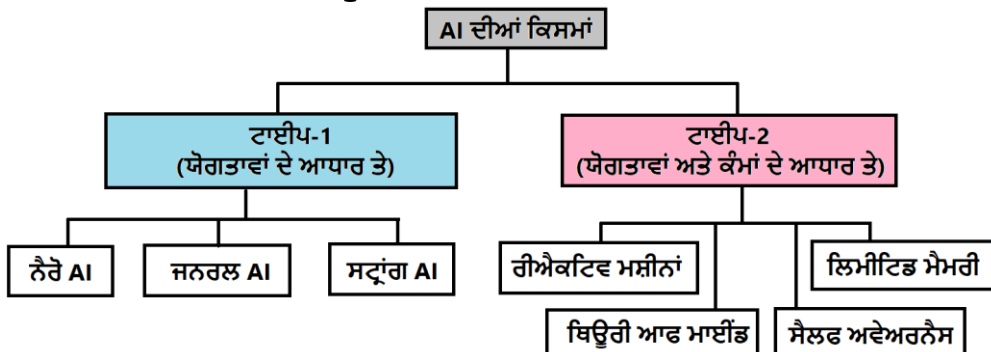 AI ਦੀਆਂ ਕਿਸਮਾਂ
ਟਾਈਪ-1
(ਯੋਗਤਾਵਾਂ ਦੇ ਆਧਾਰ ਤੇ)
ਟਾਈਪ-2
(ਯੋਗਤਾਵਾਂ ਅਤੇ ਕੰਮਾਂ ਦੇ ਆਧਾਰ ਤੇ)
ਨੈਰੋ AI
ਜਨਰਲ AI
ਸਟ੍ਰਾਂਗ AI
ਰੀਐਕਟਿਵ ਮਸ਼ੀਨਾਂ
ਲਿਮੀਟਿਡ ਮੈਮਰੀ
ਥਿਊਰੀ ਆਫ ਮਾਈਂਡ
ਸੈਲਫ ਅਵੇਅਰਨੈਸ